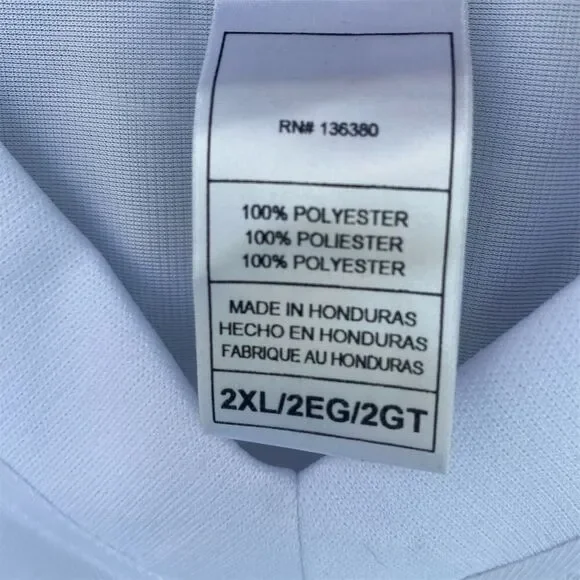 RN# 136380
100% POLYESTER
100% POLIESTER
100% POLYESTER
MADE IN HONDURAS
HECHO EN HONDURAS
FABRIQUE AU HONDURAS
2XL/2EG/2GT